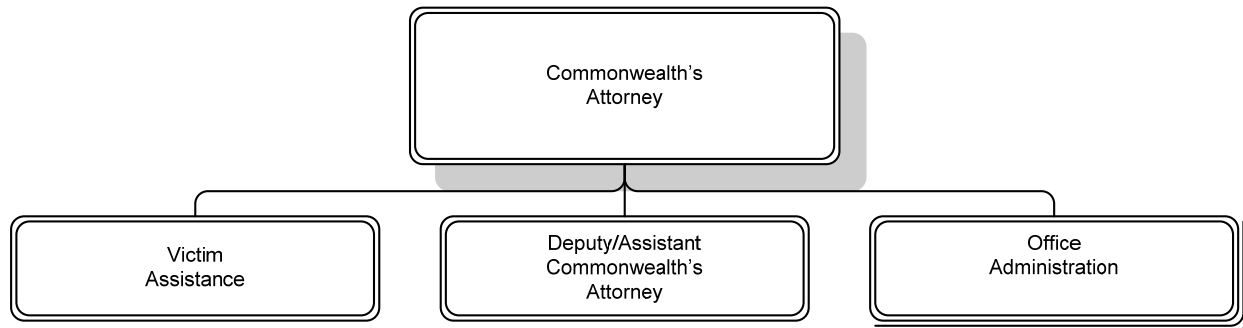 Commonwealth's
Attorney
Victim
Assistance
Deputy/Assistant
Commonwealth's
Attorney
Office
Administration